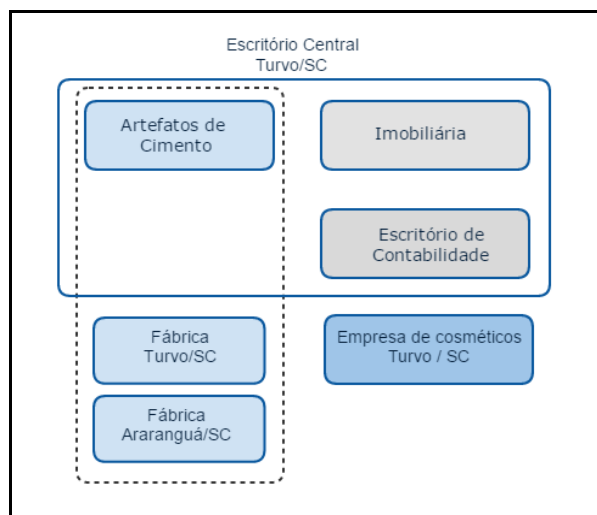 Escritório Central
Turvo/SC
Artefatos de
Cimento
Imobiliária
Escritório de
Contabilidade
Fábrica
Turvo/SC
Empresa de cosméticos
Turvo / SC
Fábrica
Araranguá/SC